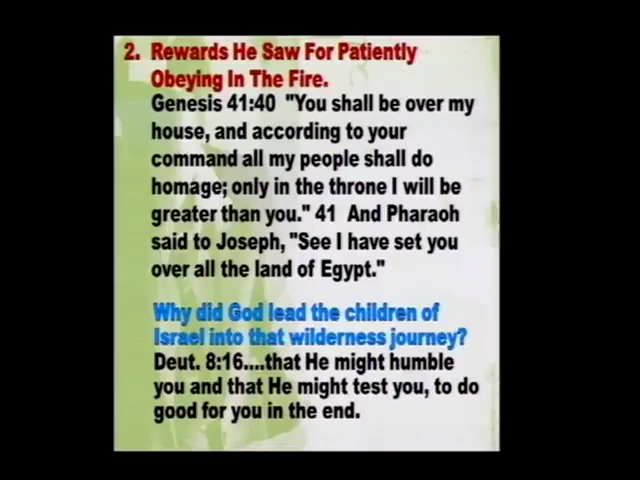 2. Rewards He Saw For Patiently
Obeying In The Fire.
Genesis 41:40 "You shall be over my
house, and according to your
command all my people shall do
homage; only in the throne I will be
greater than you." 41 And Pharaoh
said to Joseph, "See I have set you
over all the land of Egypt."
Why did God lead the children of
Israel into that wilderness journey?
Deut. 8:16....that He might humble
you and that He might test you, to do
good for you in the end.